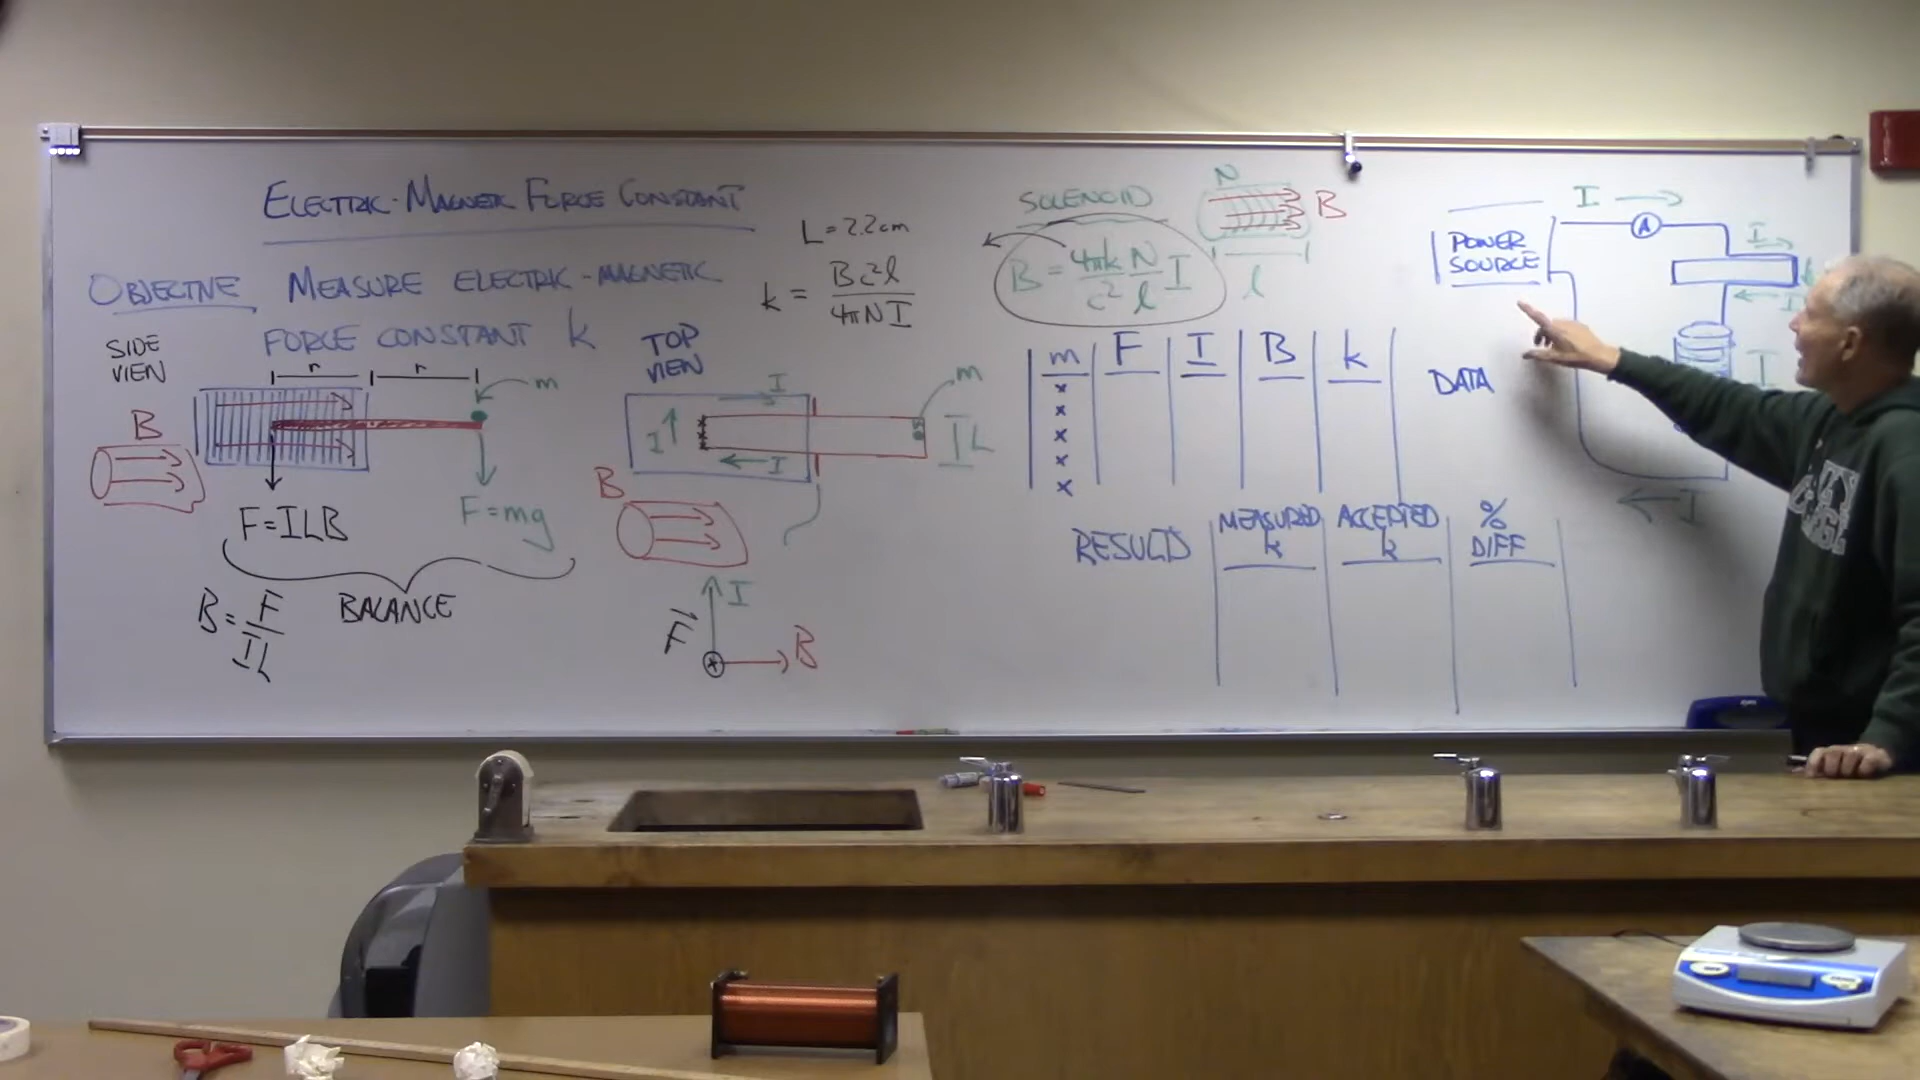 ELECTRIC-MAGNETIC FORCE CONSTANT
OBJECTIVE MEASURE ELECTRIC-MAGNETIC
FORCE CONSTANT k
SIDE
VIEW
r
r
m
B
F=ILB
F=mg
BALANCE
B = F/IL
TOP
VIEW
I
I
I
m
IL
B
I
F
B
L=2.2cm
k = Bc²l/4πNI
SOLENOID
B = 4πk/c² N/l I
N
B
l
m F I B k
x
x
x
x
x
DATA
RESULTS
MEASURED k
ACCEPTED k
% DIFF
POWER
SOURCE
I
A
I
I
I
I